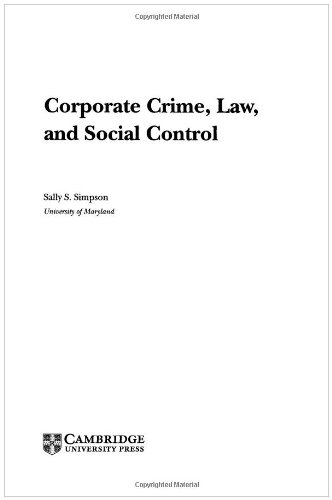 Copyrighted Material
Corporate Crime, Law,
and Social Control
Sally S. Simpson
University of Maryland
CAMBRIDGE
UNIVERSITY PRESS
Copyrighted Material